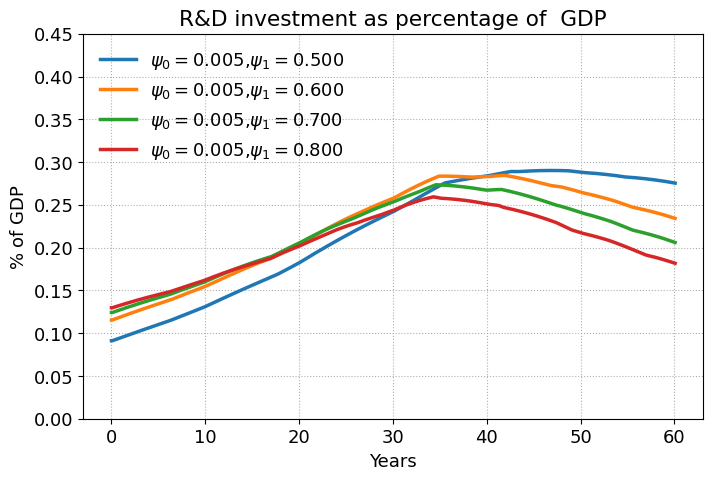 R&D investment as percentage of  GDP
0.45
0.40
0.35
0.30
0.25
0.20
0.15
0.10
0.05
0.00
% of GDP
ψ₀ = 0.005,ψ₁ = 0.500
ψ₀ = 0.005,ψ₁ = 0.600
ψ₀ = 0.005,ψ₁ = 0.700
ψ₀ = 0.005,ψ₁ = 0.800
0 10 20 30 40 50 60
Years